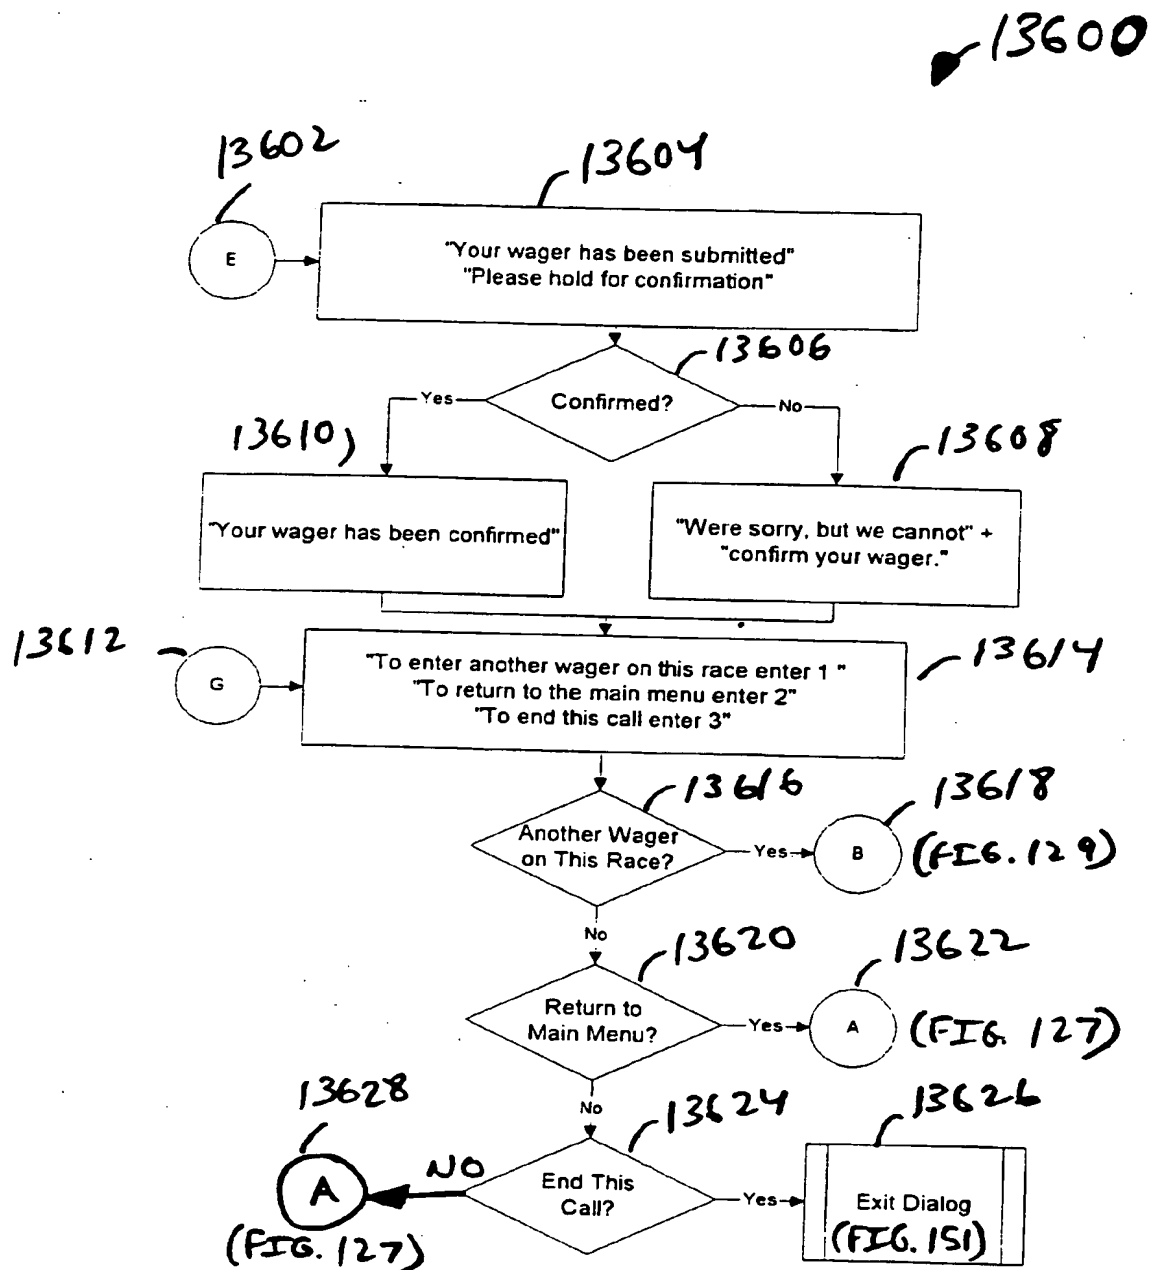 13600
13602
13604
E
"Your wager has been submitted"
"Please hold for confirmation"
13606
Yes
Confirmed?
No
13610
13608
"Your wager has been confirmed"
"Were sorry, but we cannot" +
"confirm your wager."
13612
13614
G
"To enter another wager on this race enter 1 "
"To return to the main menu enter 2"
"To end this call enter 3"
13616
13618
Another Wager
on This Race?
Yes
B
(FIG. 129)
No
13620
13622
Return to
Main Menu?
Yes
A
(FIG. 127)
13628
No
13624
13626
A
NO
End This
Call?
Yes
Exit Dialog
(FIG. 127)
(FIG. 151)